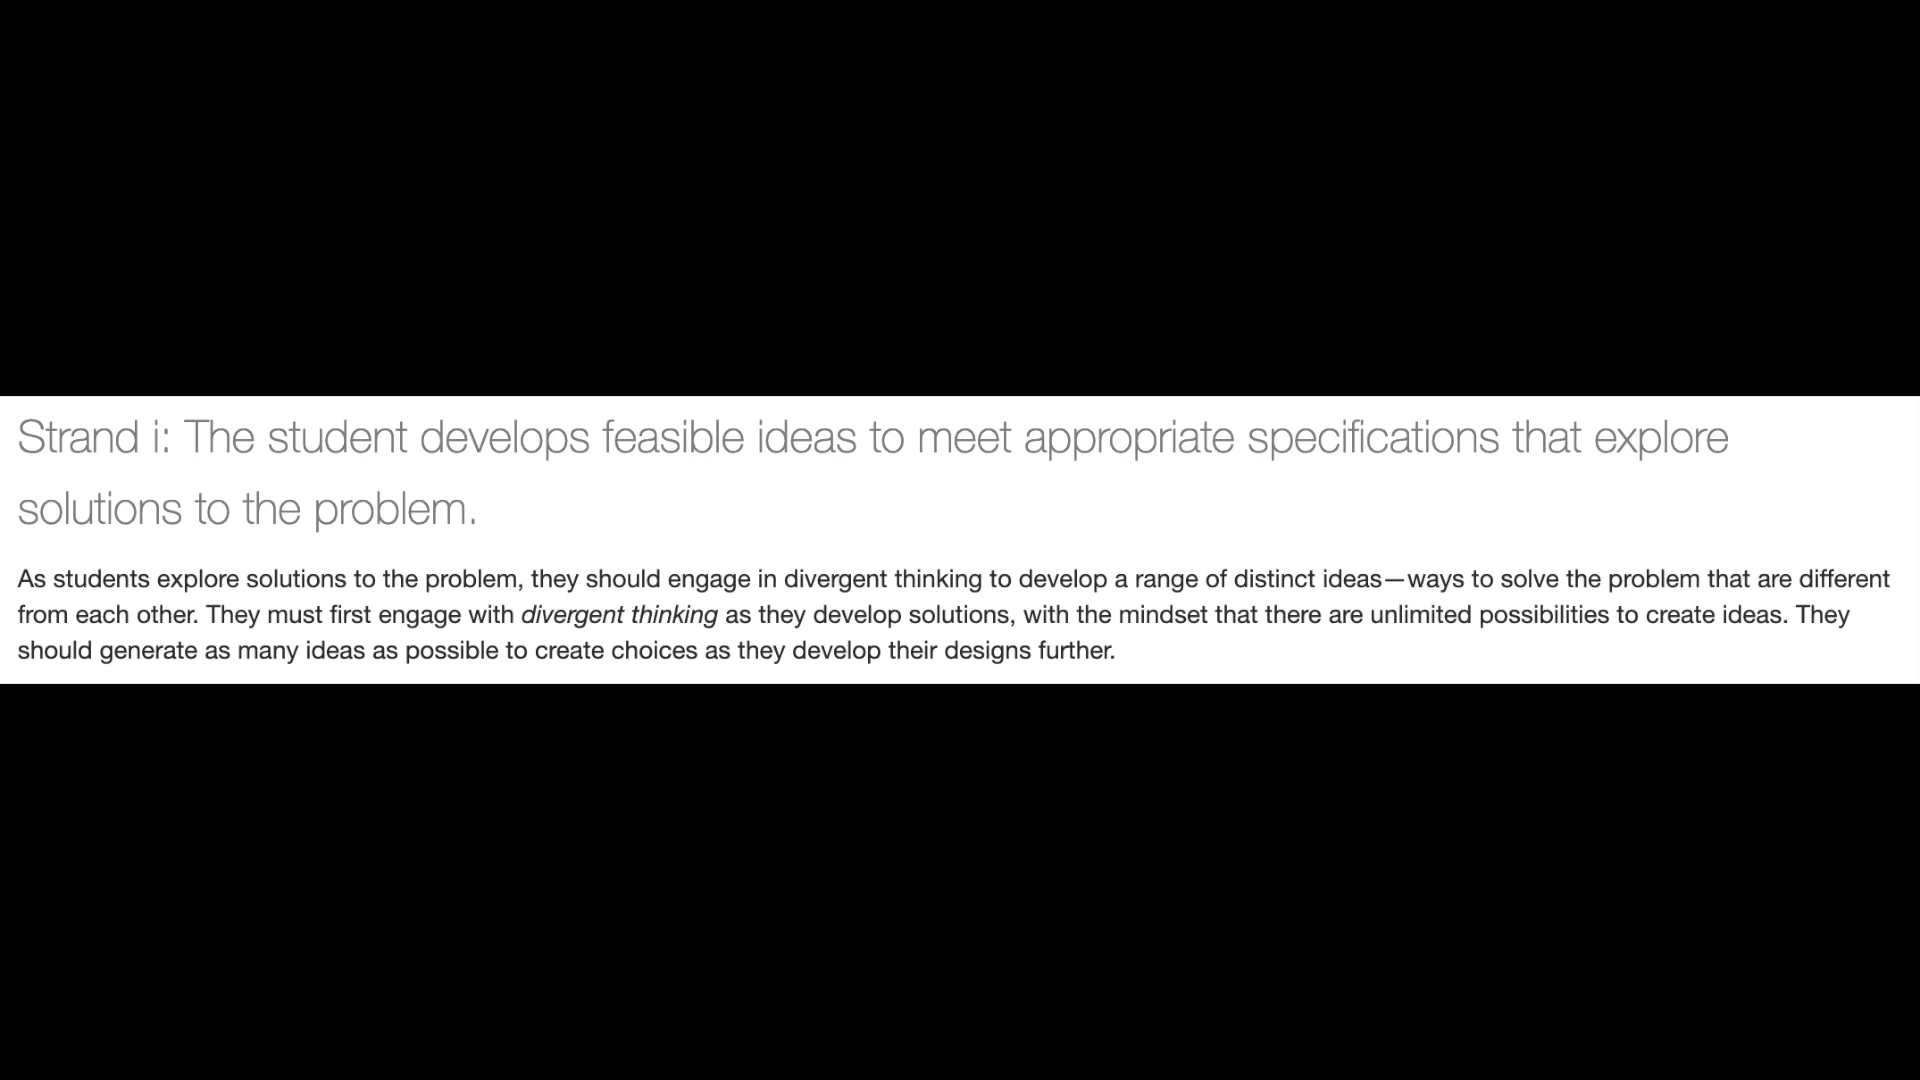 Strand i: The student develops feasible ideas to meet appropriate specifications that explore
solutions to the problem.
As students explore solutions to the problem, they should engage in divergent thinking to develop a range of distinct ideas—ways to solve the problem that are different
from each other. They must first engage with divergent thinking as they develop solutions, with the mindset that there are unlimited possibilities to create ideas. They
should generate as many ideas as possible to create choices as they develop their designs further.